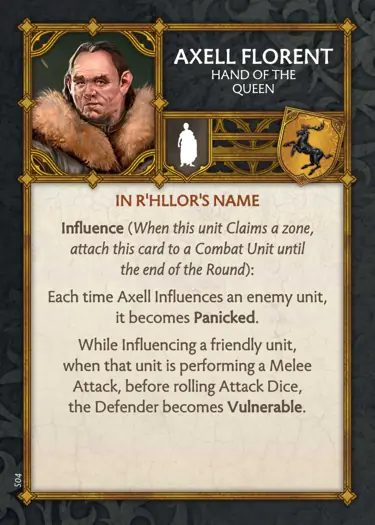 AXELL FLORENT
HAND OF THE
QUEEN
IN R'HLLOR'S NAME
Influence (When this unit Claims a zone,
attach this card to a Combat Unit until
the end of the Round):
Each time Axell Influences an enemy unit,
it becomes Panicked.
While Influencing a friendly unit,
when that unit is performing a Melee
Attack, before rolling Attack Dice,
the Defender becomes Vulnerable.
S04